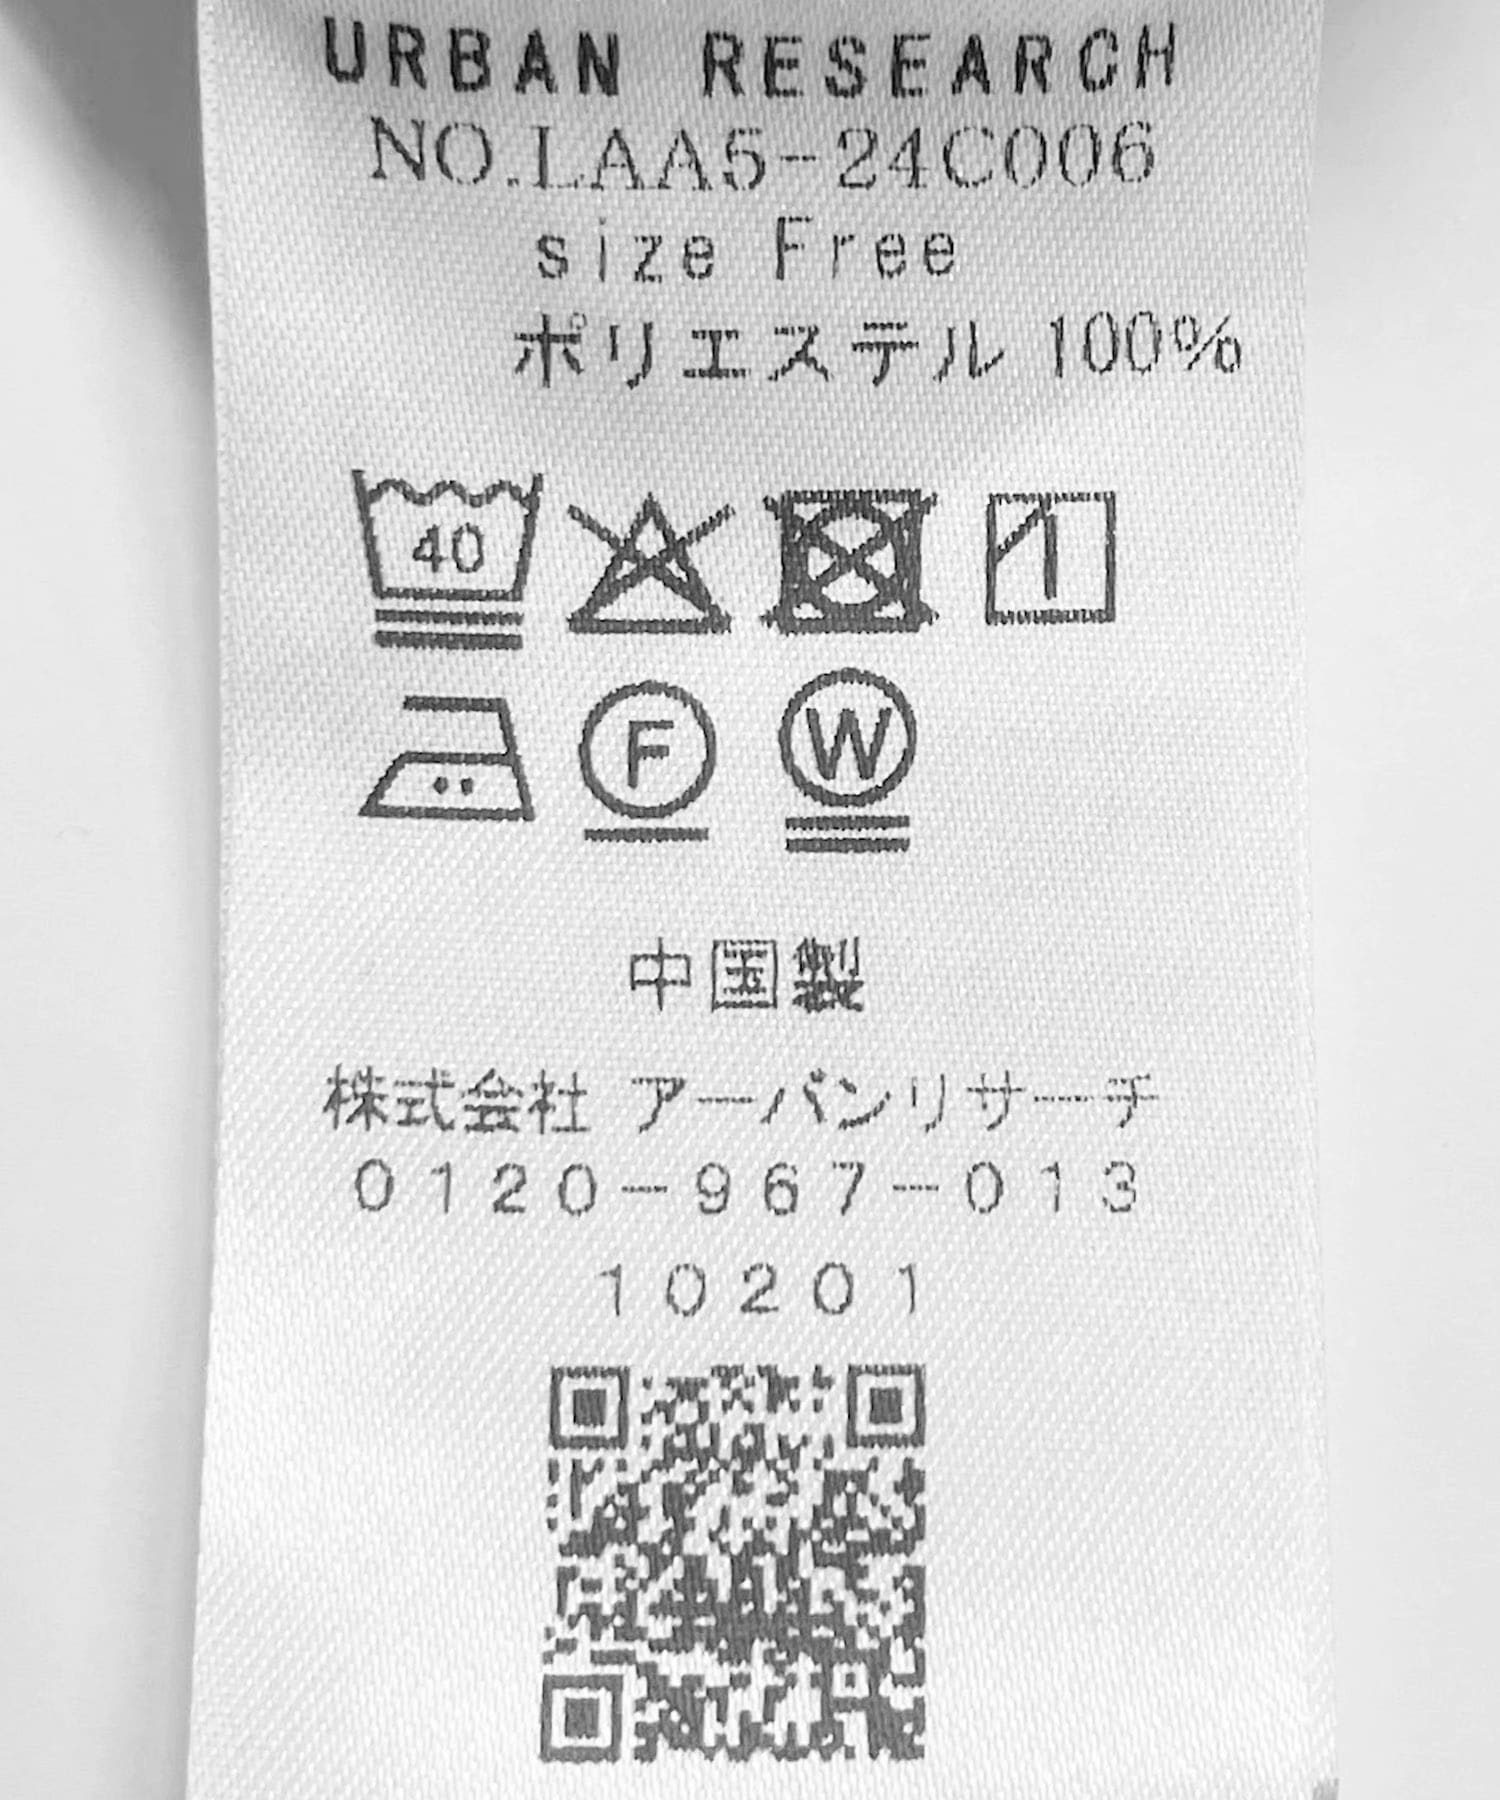 URBAN RESEARCH
NO.LAA5-24C006
size Free
ポリエステル 100%
40
F
W
中国製
株式会社 アーバンリサーチ
0120-967-013
10201